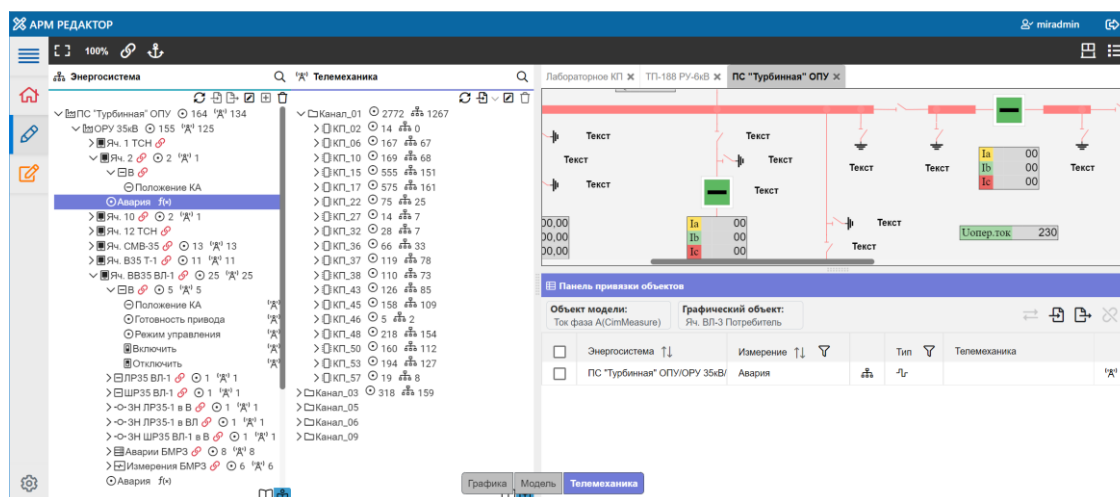 АРМ РЕДАКТОР
miradmin
100%
Энергосистема
Телемеханика
Лабораторное КП ×
ТП-188 РУ-6кВ ×
ПС "Турбинная" ОПУ ×
ПС "Турбинная" ОПУ 164 134
ОРУ 35кВ 155 125
Яч. 1 ТСН
Яч. 2 2 1
В
Положение КА
Авария f(×)
Яч. 10 2 1
Яч. 12 ТСН
Яч. СМВ-35 13 13
Яч. В35 Т-1 11 11
Яч. ВВ35 ВЛ-1 25 25
В 5 5
Положение КА
Готовность привода
Режим управления
Включить
Отключить
ЛР35 ВЛ-1 1 1
ШР35 ВЛ-1 1 1
ЗН ЛР35-1 в В 1 1
ЗН ЛР35-1 в ВЛ 1 1
ЗН ШР35 ВЛ-1 в В 1 1
Аварии БМРЗ 8 8
Измерения БМРЗ 6 6
Авария f(×)
Канал_01 2772 1267
КП_02 14 0
КП_06 167 67
КП_10 169 68
КП_15 555 151
КП_17 575 161
КП_22 75 25
КП_27 14 7
КП_32 28 7
КП_36 66 33
КП_37 119 78
КП_38 110 73
КП_43 126 85
КП_45 158 109
КП_46 5 2
КП_48 218 154
КП_50 160 112
КП_53 194 127
КП_57 19 8
Канал_03 318 159
Канал_05
Канал_06
Канал_09
Текст
Текст
Текст
Текст
Текст
Текст
Текст
Текст
Текст
Текст
Ia 00
Ib 00
Ic 00
00,00
00,00
00,00
Ia 00
Ib 00
Ic 00
Uопер.ток 230
Панель привязки объектов
Объект модели:
Ток фаза A(CimMeasure)
Графический объект:
Яч. ВЛ-3 Потребитель
Энергосистема
Измерение
Тип
Телемеханика
ПС "Турбинная" ОПУ/ОРУ 35кВ/
Авария
Графика
Модель
Телемеханика